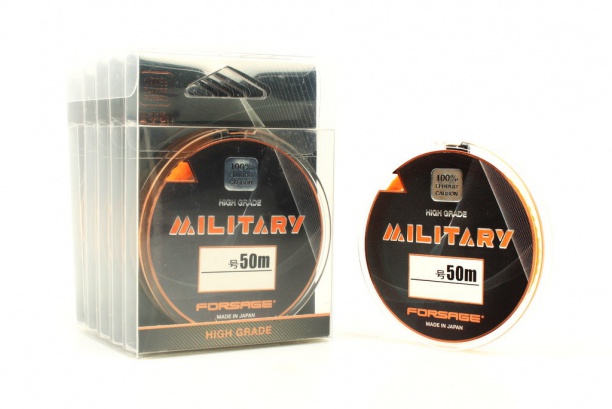 100%
CARBON
HIGH GRADE
MILITARY
号50m
FORSAGE®
MADE IN JAPAN
HIGH GRADE
100%
CARBON
HIGH GRADE
MILITARY
号50m
FORSAGE®
MADE IN JAPAN